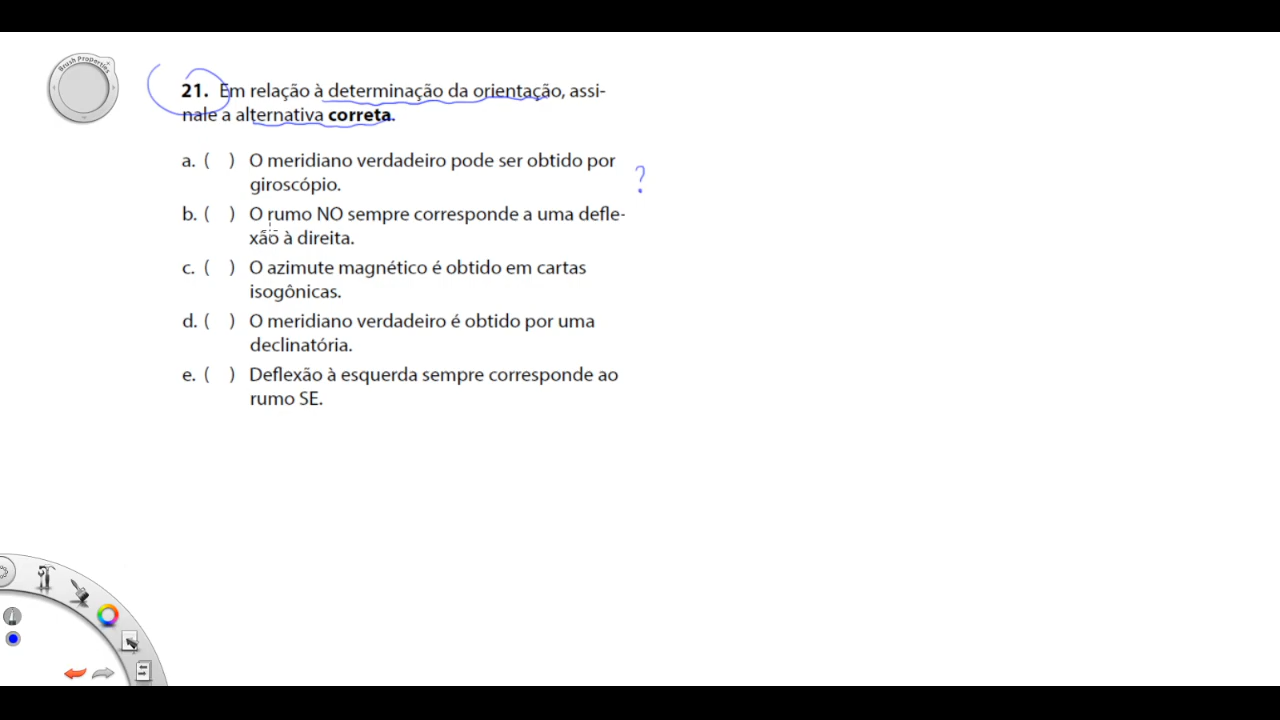 Brush Properties
21. Em relação à determinação da orientação, assi-
nale a alternativa correta.
a. ( ) O meridiano verdadeiro pode ser obtido por
giroscópio.
?
b. ( ) O rumo NO sempre corresponde a uma defle-
xão à direita.
c. ( ) O azimute magnético é obtido em cartas
isogônicas.
d. ( ) O meridiano verdadeiro é obtido por uma
declinatória.
e. ( ) Deflexão à esquerda sempre corresponde ao
rumo SE.